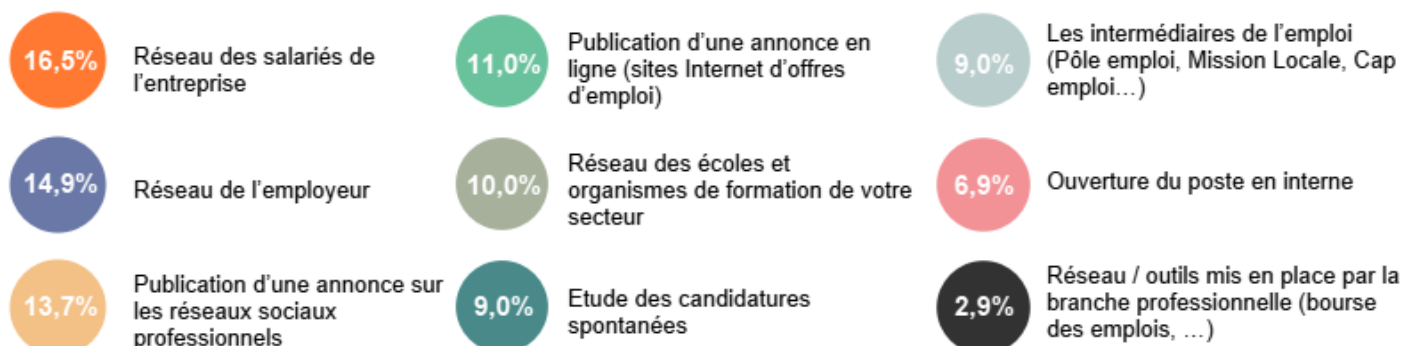 16,5%
Réseau des salariés de
l'entreprise
14,9%
Réseau de l'employeur
13,7%
Publication d'une annonce sur
les réseaux sociaux
professionnels
11,0%
Publication d'une annonce en
ligne (sites Internet d'offres
d'emploi)
10,0%
Réseau des écoles et
organismes de formation de votre
secteur
9,0%
Etude des candidatures
spontanées
9,0%
Les intermédiaires de l'emploi
(Pôle emploi, Mission Locale, Cap
emploi…)
6,9%
Ouverture du poste en interne
2,9%
Réseau / outils mis en place par la
branche professionnelle (bourse
des emplois, …)